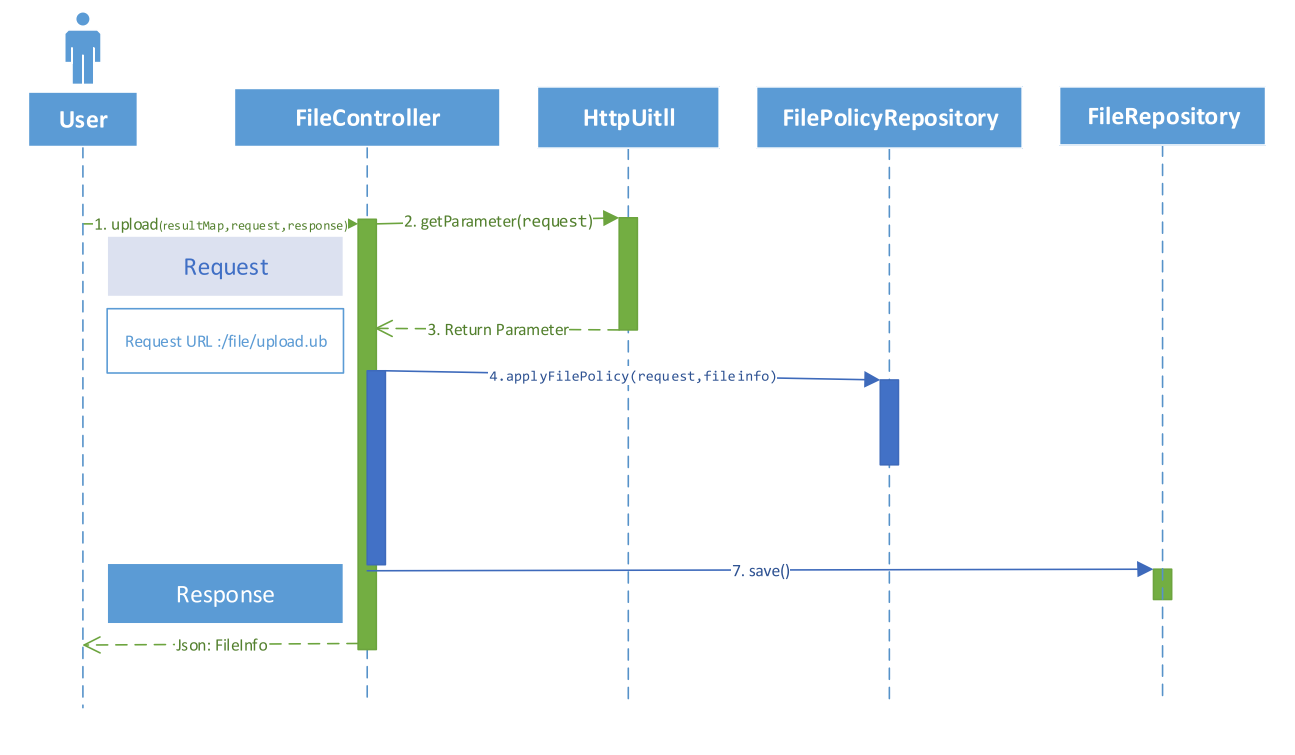 User
FileController
HttpUitll
FilePolicyRepository
FileRepository
1. upload(resultMap,request,response)
2. getParameter(request)
Request
3. Return Parameter
Request URL :/file/upload.ub
4.applyFilePolicy(request,fileinfo)
7. save()
Response
Json: FileInfo